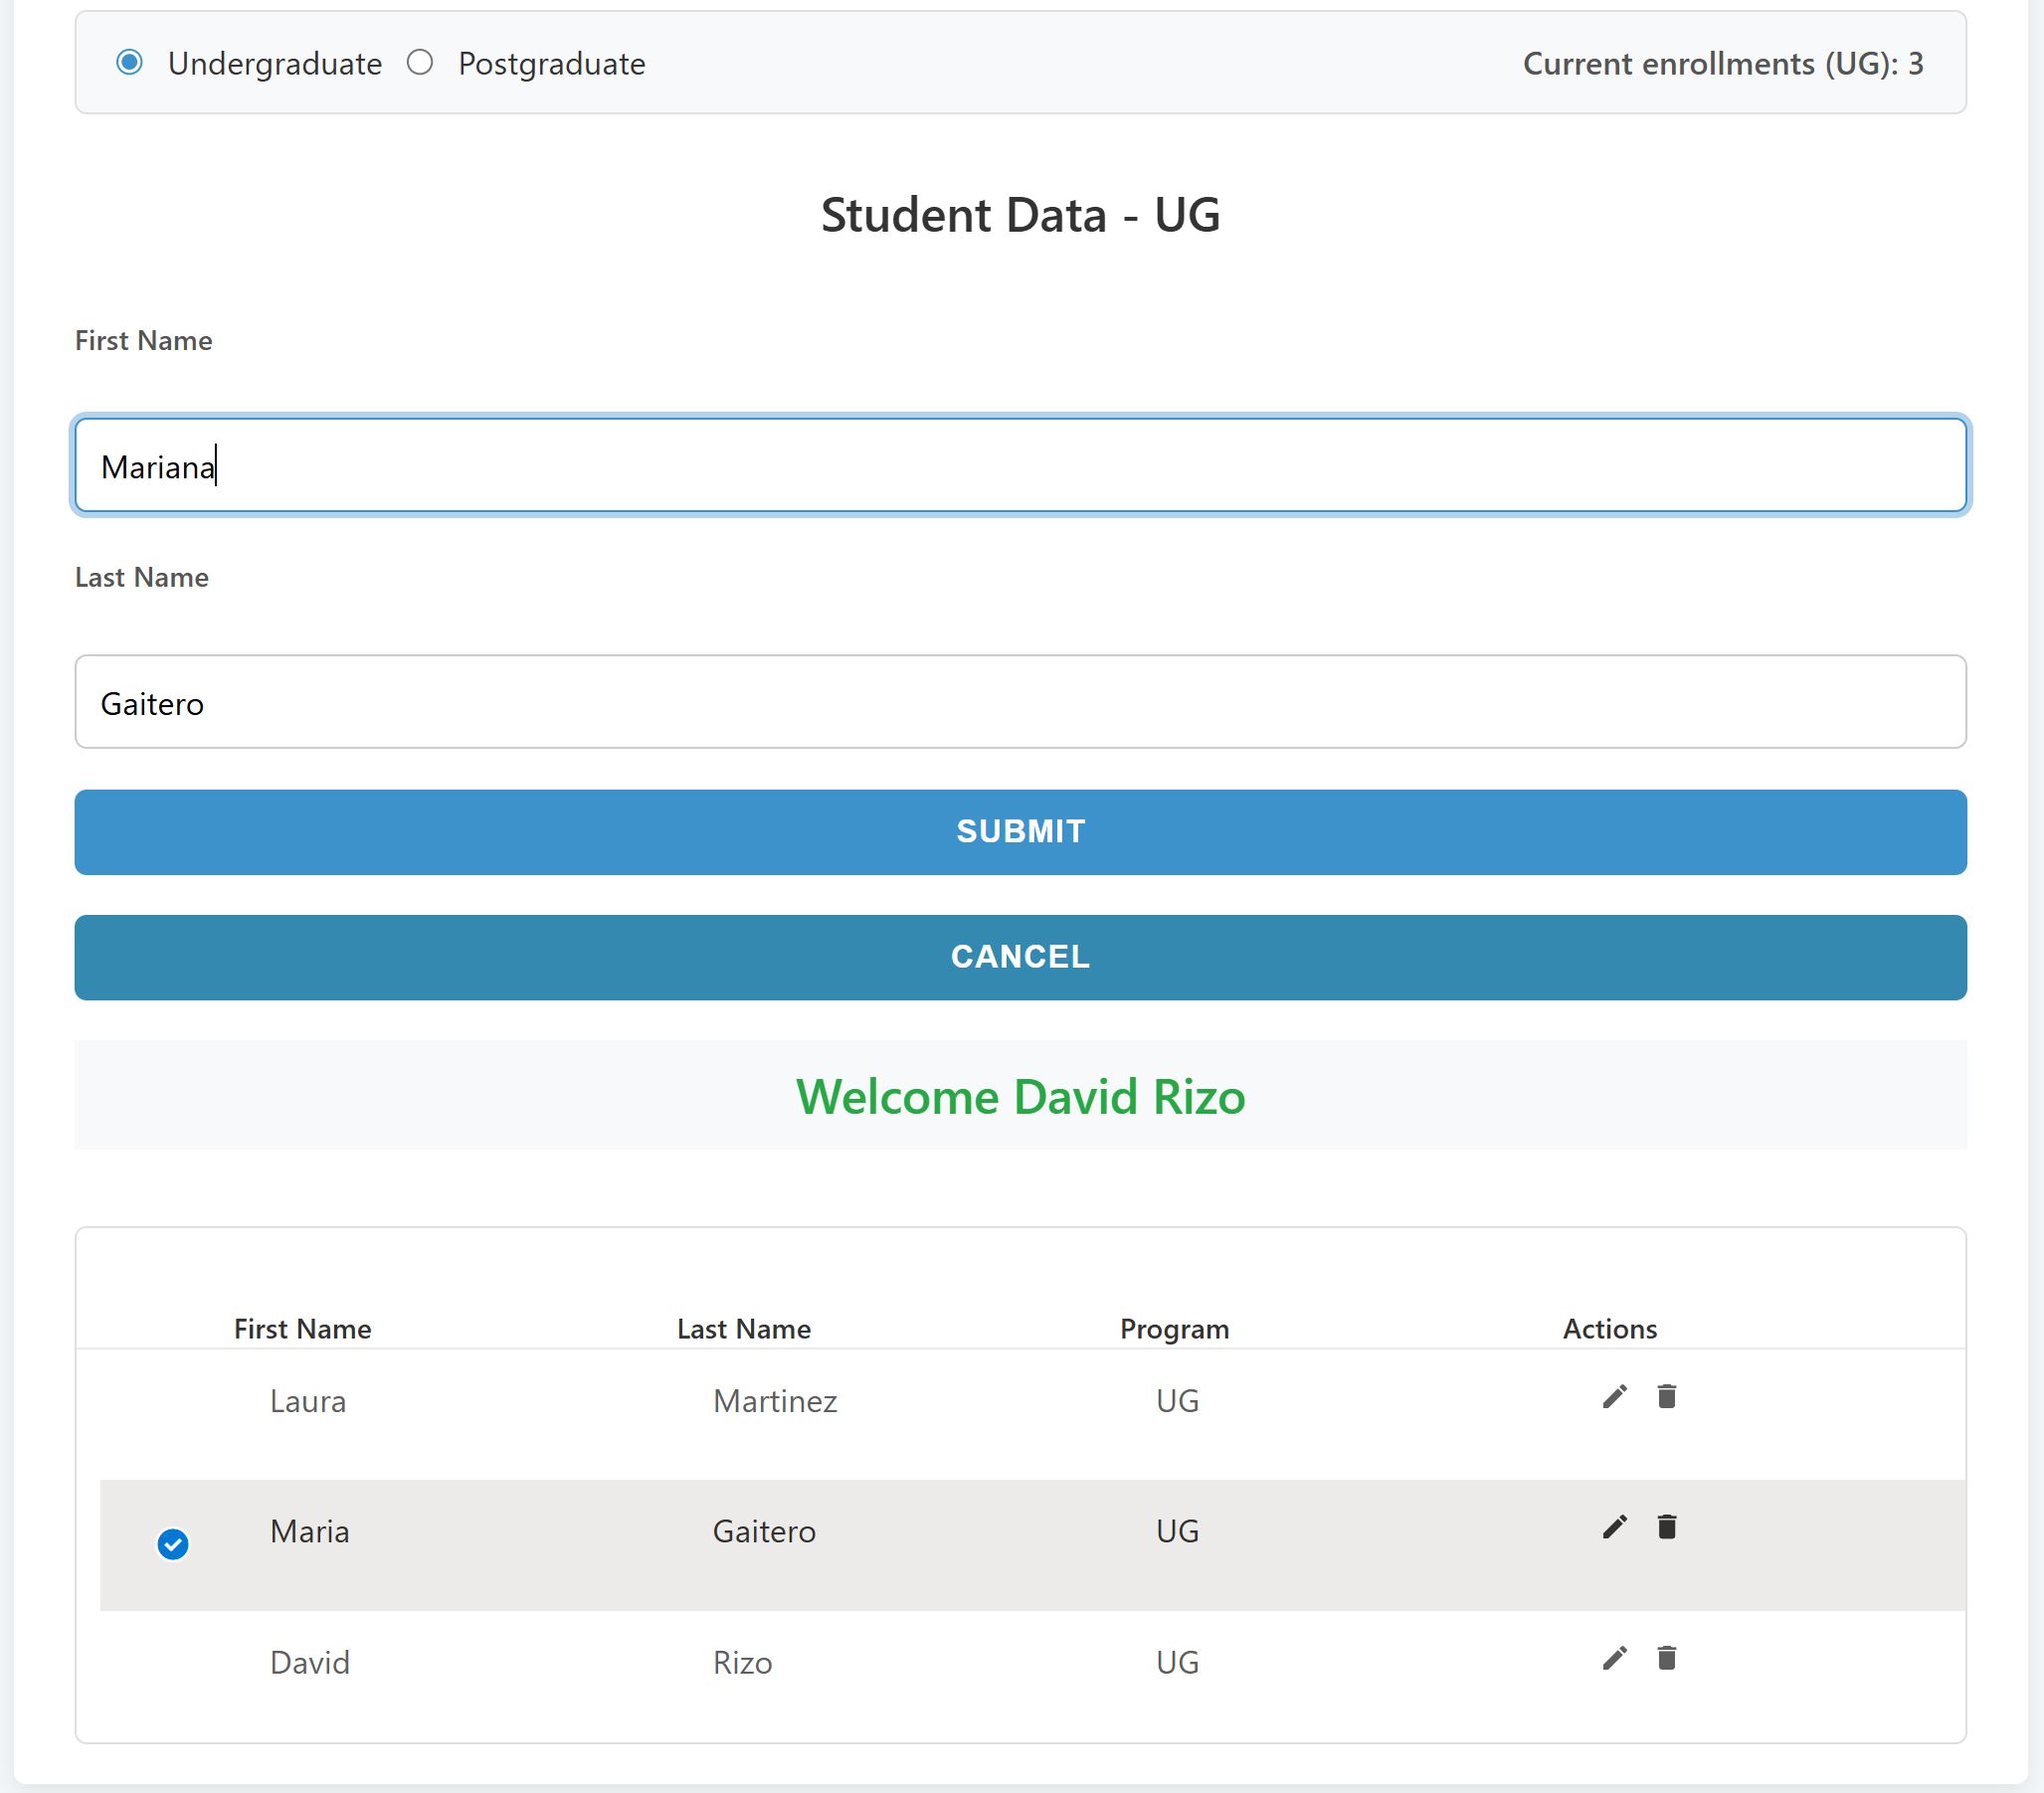 Undergraduate Postgraduate Current enrollments (UG): 3
Student Data - UG
First Name
Mariana
Last Name
Gaitero
SUBMIT
CANCEL
Welcome David Rizo
First Name Last Name Program Actions
Laura Martinez UG
Maria Gaitero UG
David Rizo UG